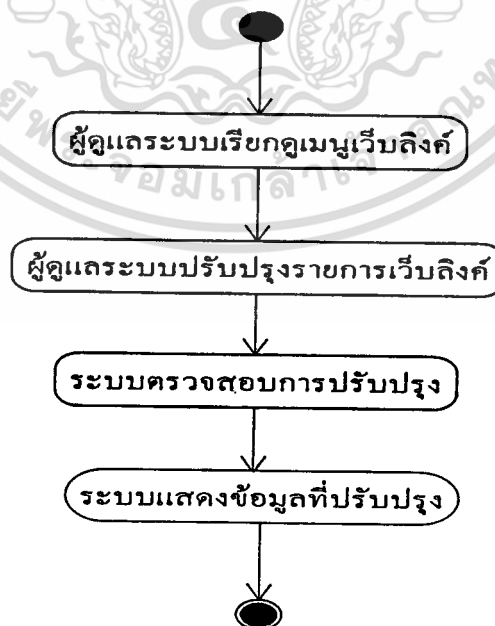 ผู้ดูแลระบบเรียกดูเมนูเว็บลิงค์
ผู้ดูแลระบบปรับปรุงรายการเว็บลิงค์
ระบบตรวจสอบการปรับปรุง
ระบบแสดงข้อมูลที่ปรับปรุง